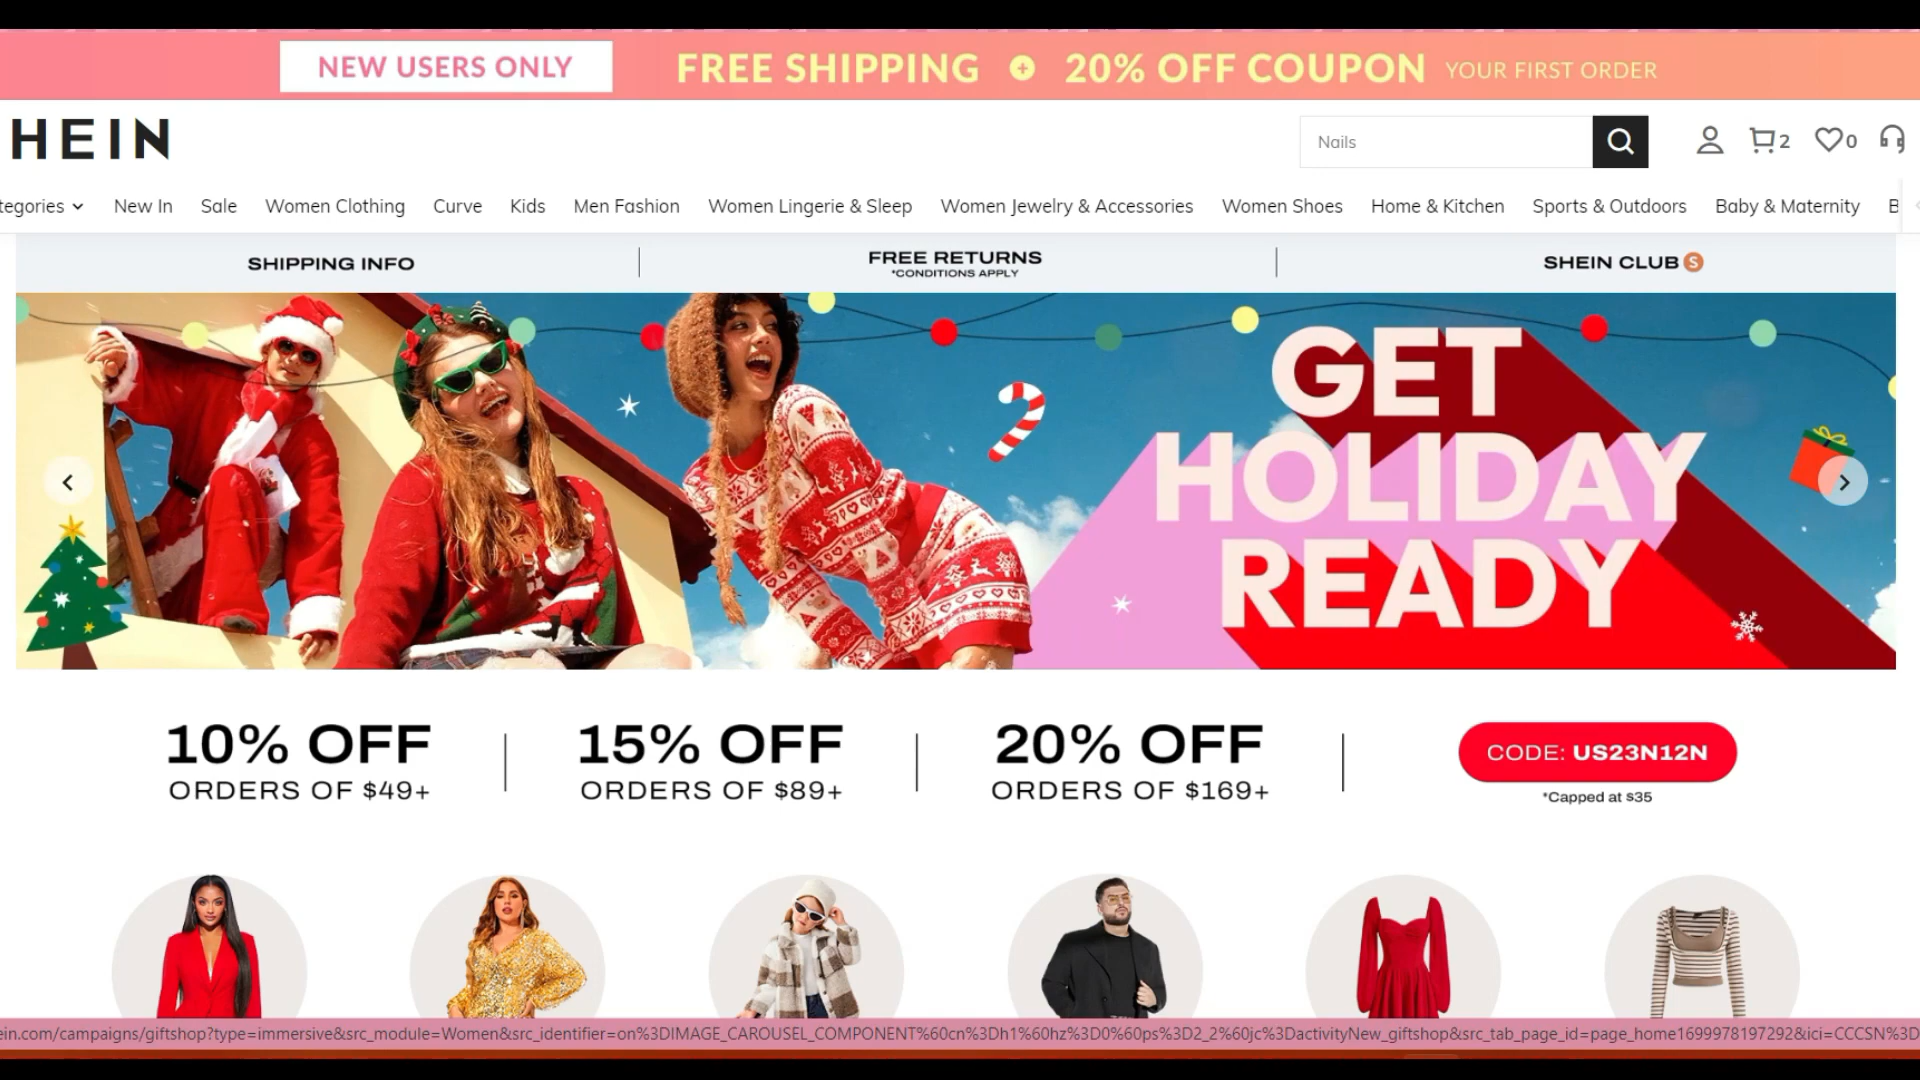 NEW USERS ONLY FREE SHIPPING + 20% OFF COUPON YOUR FIRST ORDER
HEIN
Nails
2
0
tegories New In Sale Women Clothing Curve Kids Men Fashion Women Lingerie & Sleep Women Jewelry & Accessories Women Shoes Home & Kitchen Sports & Outdoors Baby & Maternity B
SHIPPING INFO
FREE RETURNS
*CONDITIONS APPLY
SHEIN CLUB S
GET
HOLIDAY
READY
10% OFF
ORDERS OF $49+
15% OFF
ORDERS OF $89+
20% OFF
ORDERS OF $169+
CODE: US23N12N
*Capped at $35
ein.com/campaigns/giftshop?type=immersive&src_module=Women&src_identifier=on%3DIMAGE_CAROUSEL_COMPONENT%60cn%3Dh1%60hz%3D0%60ps%3D2_2%60jc%3DactivityNew_giftshop&src_tab_page_id=page_home1699978197292&ici=CCCSN%3D